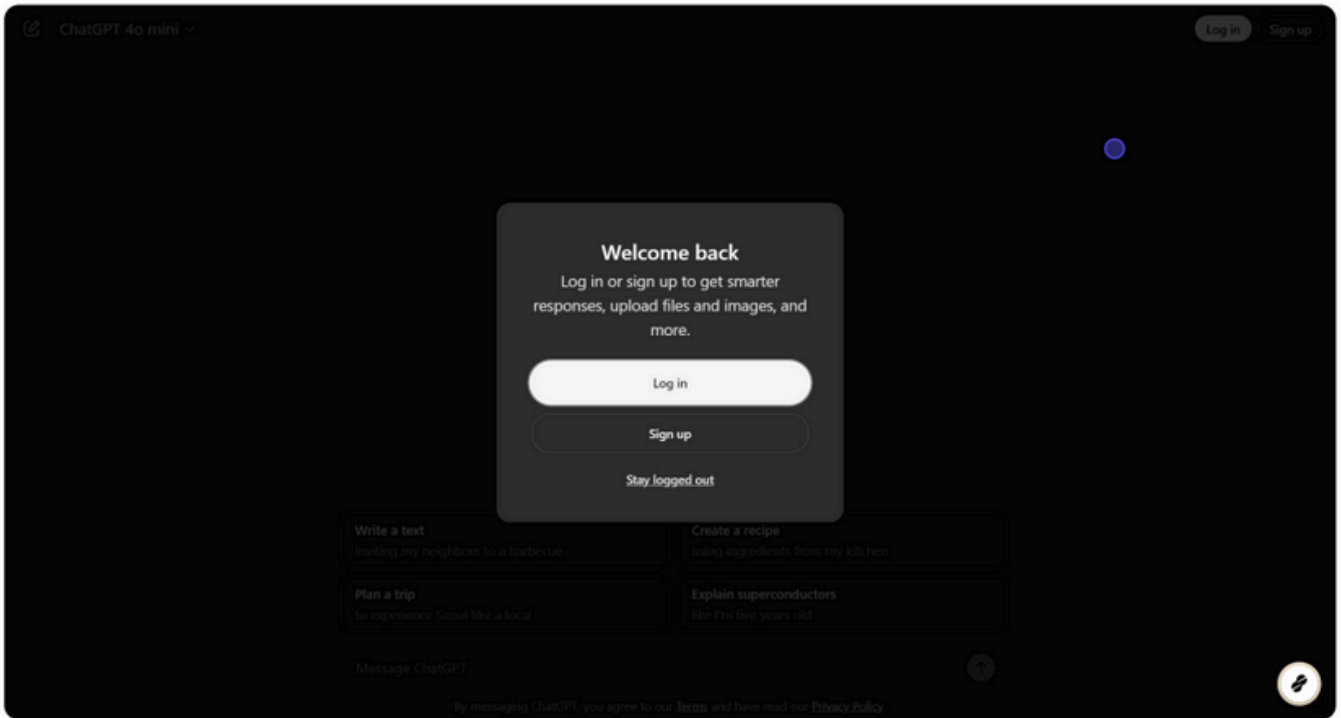 ChatGPT 4o mini
Log in
Sign up
Welcome back
Log in or sign up to get smarter
responses, upload files and images, and
more.
Log in
Sign up
Stay logged out
Write a text
inviting my neighbors to a barbecue
Create a recipe
using ingredients from my kitchen
Plan a trip
to experience Seoul like a local
Explain superconductors
like I'm five years old
Message ChatGPT
By messaging ChatGPT, you agree to our Terms and have read our Privacy Policy.